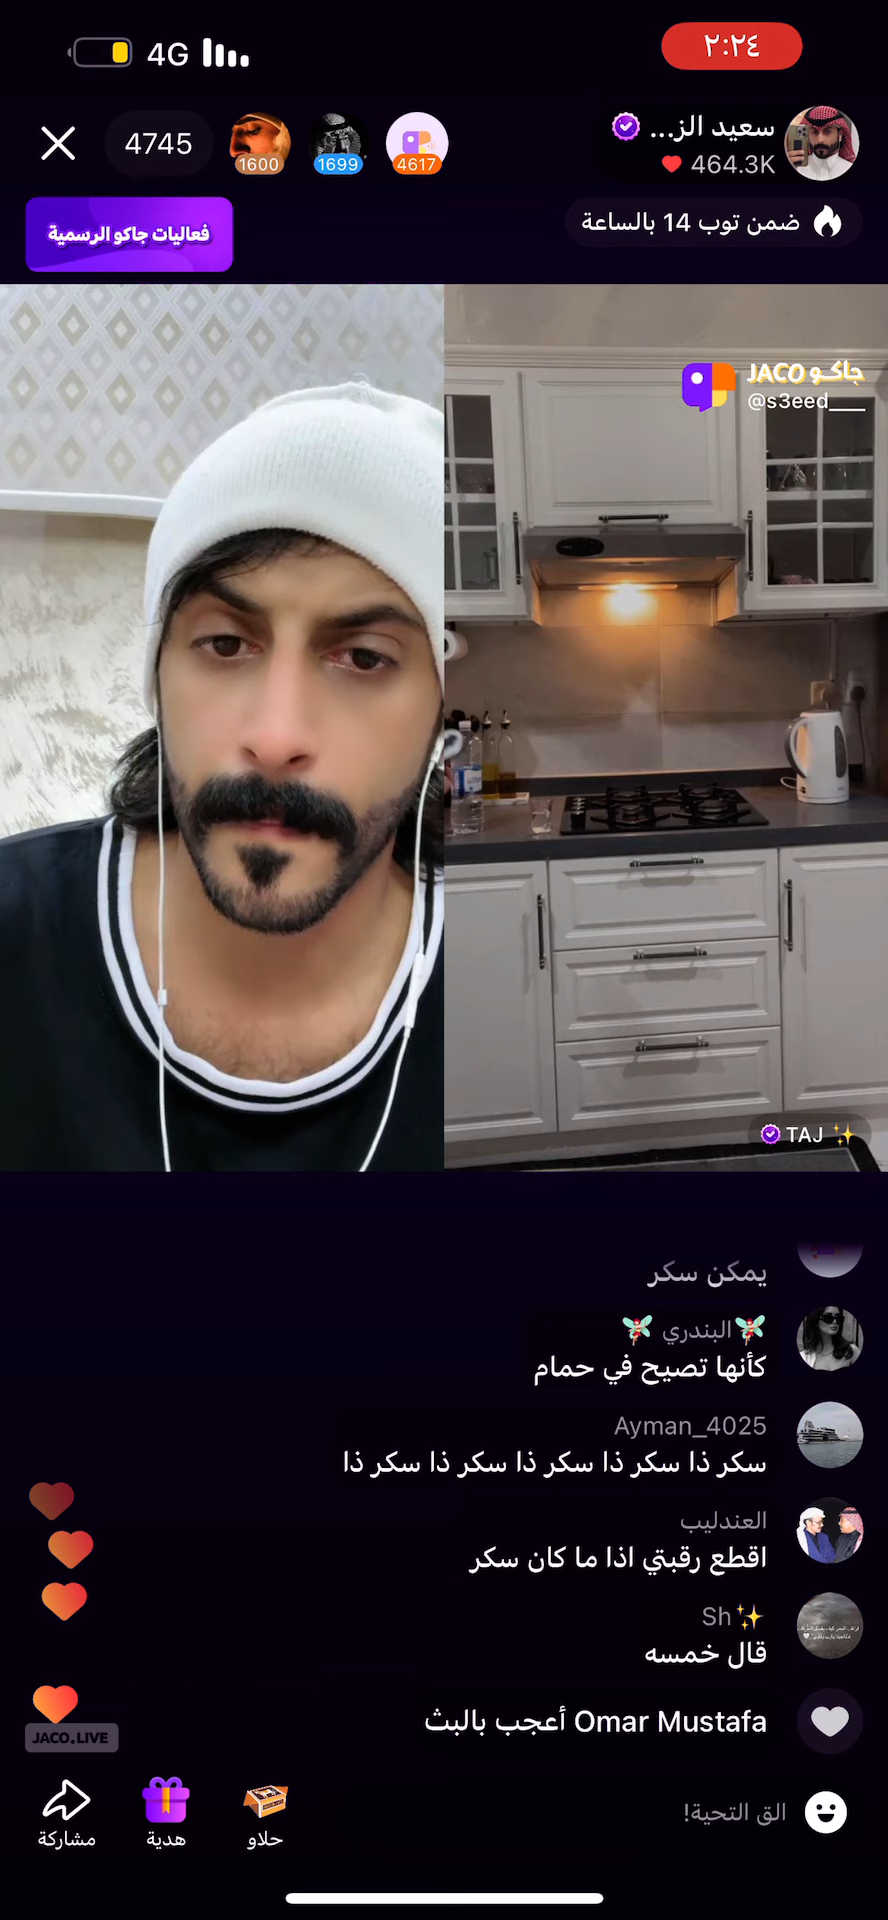 ٢:٢٤
4G
سعيد الز...
464.3K
4617
1699
1600
4745
ضمن توب 14 بالساعة
فعاليات جاكو الرسمية
جاكو JACO
@s3eed___
TAJ ✨
يمكن سكر
🧚البندري 🧚
كأنها تصيح في حمام
Ayman_4025
سكر ذا سكر ذا سكر ذا سكر ذا سكر ذا
العندليب
اقطع رقبتي اذا ما كان سكر
Sh✨
قال خمسه
Omar Mustafa أعجب بالبث
JACO.LIVE
الق التحية!
حلاو
هدية
مشاركة